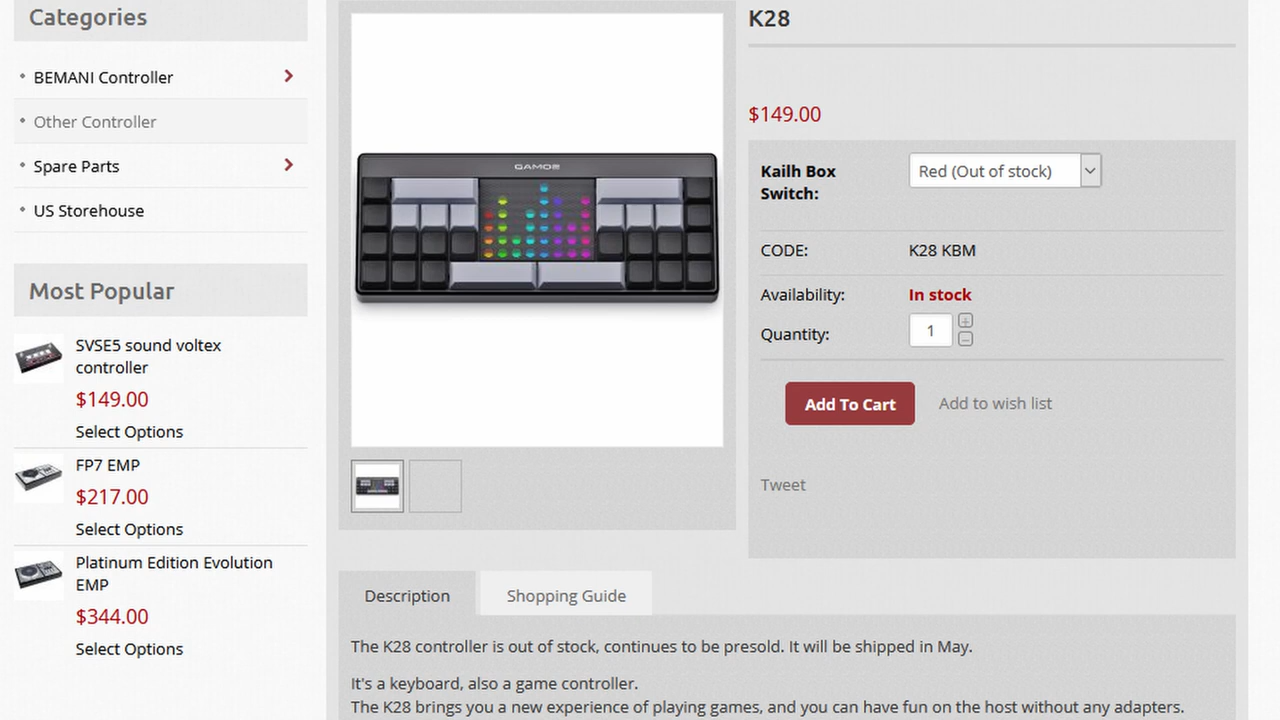 Categories
BEMANI Controller
Other Controller
Spare Parts
US Storehouse
Most Popular
SVSE5 sound voltex
controller
$149.00
Select Options
FP7 EMP
$217.00
Select Options
Platinum Edition Evolution
EMP
$344.00
Select Options
GAMO2
K28
$149.00
Kailh Box
Switch:
Red (Out of stock)
CODE: K28 KBM
Availability: In stock
Quantity: 1
Add To Cart Add to wish list
Tweet
Description Shopping Guide
The K28 controller is out of stock, continues to be presold. It will be shipped in May.
It's a keyboard, also a game controller.
The K28 brings you a new experience of playing games, and you can have fun on the host without any adapters.